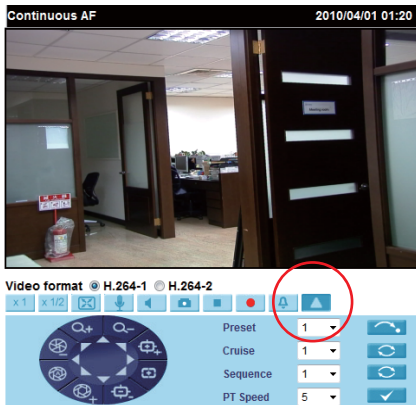 Continuous AF 2010/04/01 01:20
Video format H.264-1 H.264-2
x 1 x 1/2
Preset 1
Cruise 1
Sequence 1
PT Speed 5